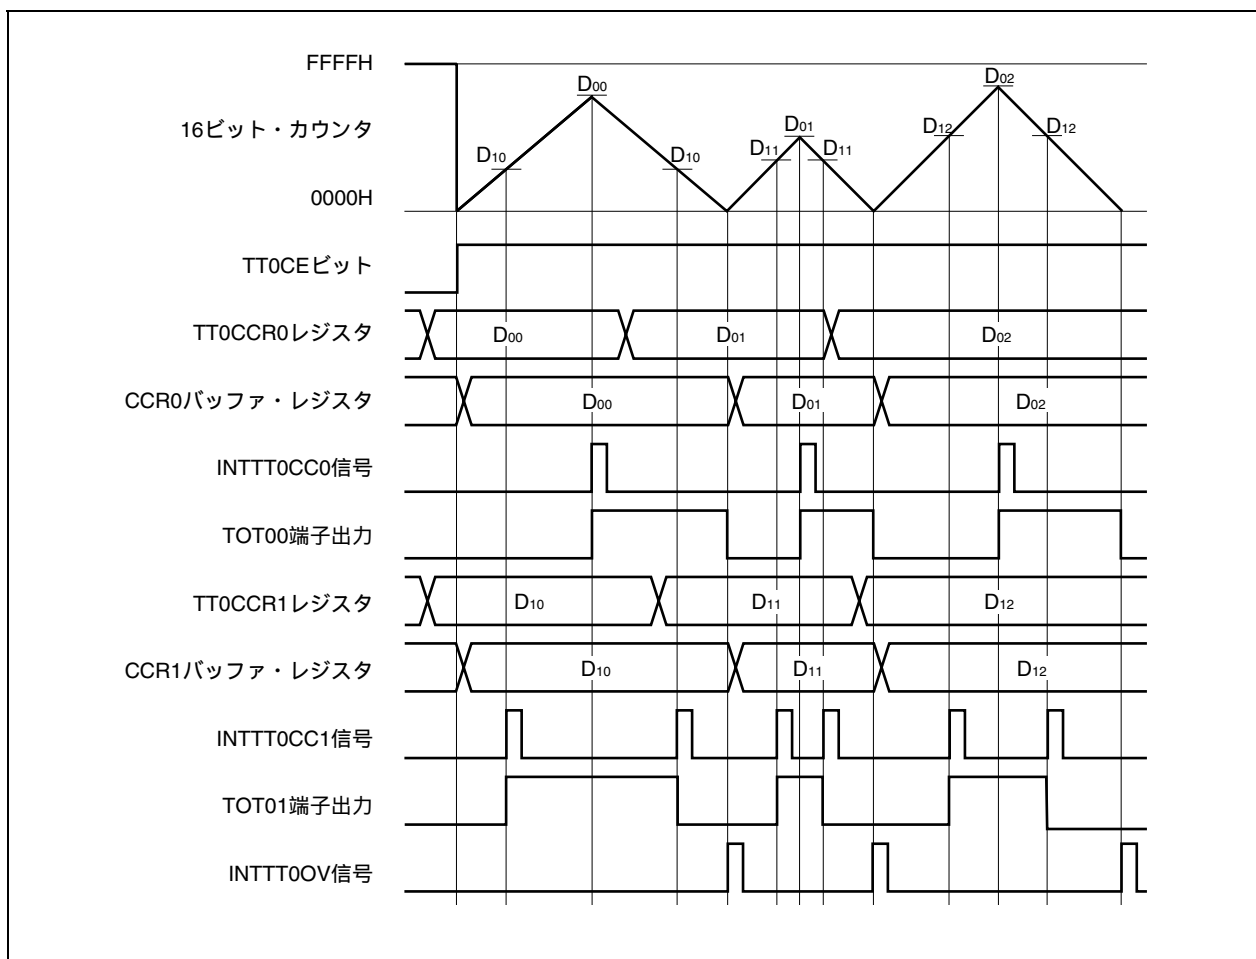 FFFFH
D00
D02
16ビット・カウンタ
D01
D12
D12
D10
D10
D11
D11
0000H
TT0CEビット
TT0CCR0レジスタ
D00
D01
D02
CCR0バッファ・レジスタ
D00
D01
D02
INTTT0CC0信号
TOT00端子出力
TT0CCR1レジスタ
D10
D11
D12
CCR1バッファ・レジスタ
D10
D11
D12
INTTT0CC1信号
TOT01端子出力
INTTT0OV信号